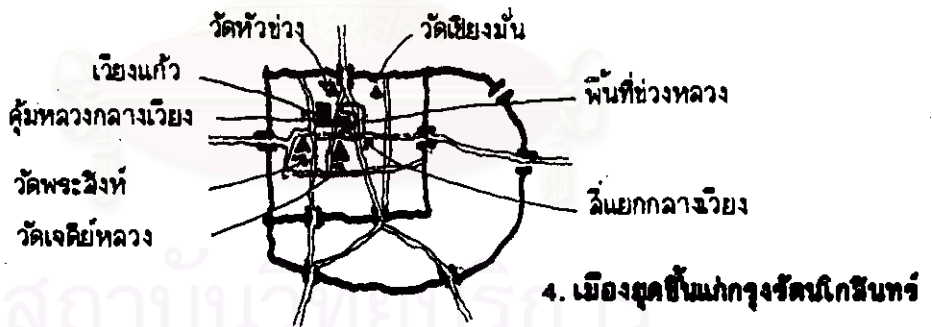 วัดหัวข่วง
วัดเชียงมั่น
เวียงแก้ว
คุ้มหลวงกลางเวียง
พื้นที่ข่วงหลวง
วัดพระสิงห์
วัดเจดีย์หลวง
สี่แยกกลางเวียง
4. เมืองยุคขึ้นแก่กรุงรัตนโกสินทร์